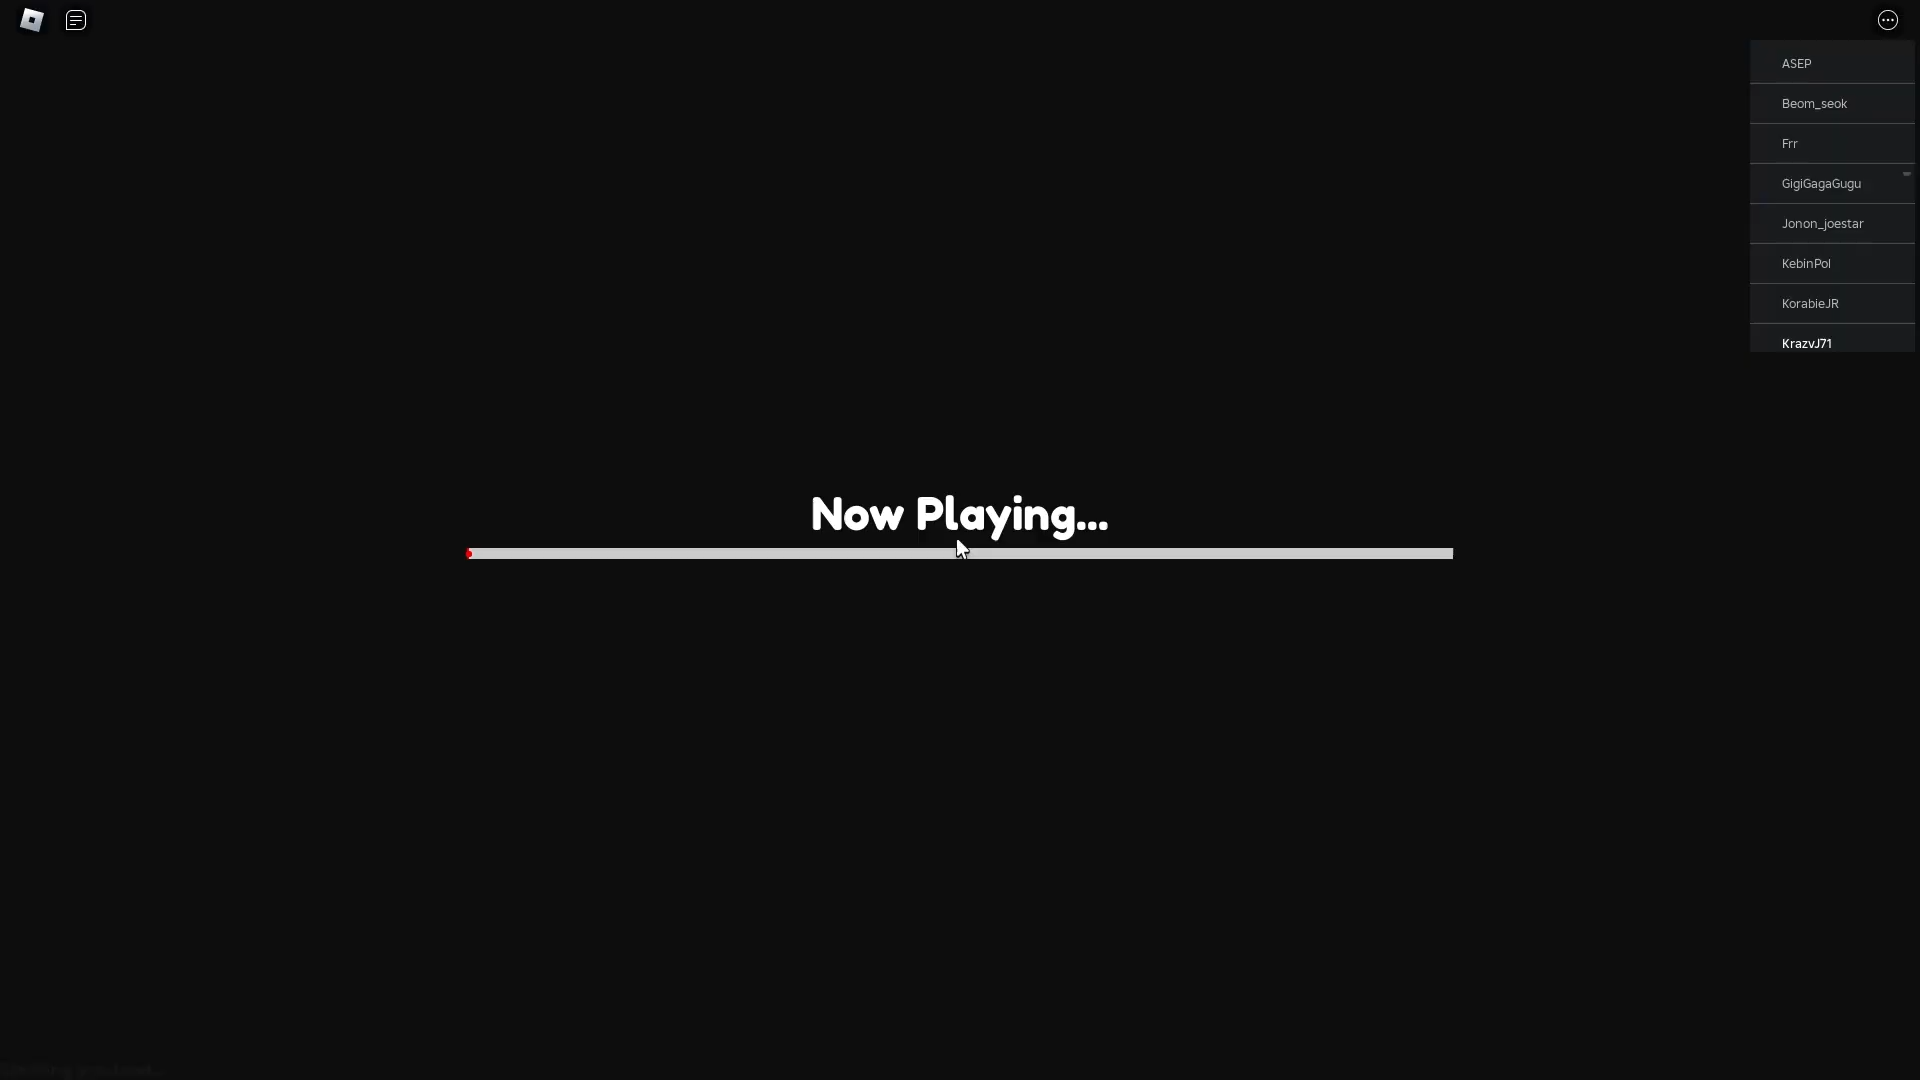 ASEP
Beom_seok
Frr
GigiGagaGugu
Jonon_joestar
KebinPol
KorabieJR
KrazyJ71
Now Playing...